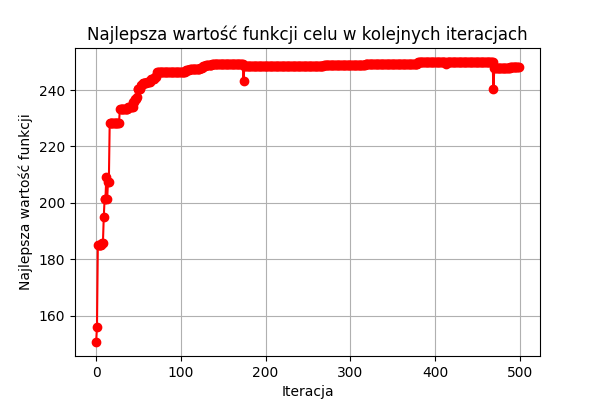 Najlepsza wartość funkcji celu w kolejnych iteracjach
Najlepsza wartość funkcji
240
220
200
180
160
0 100 200 300 400 500
Iteracja